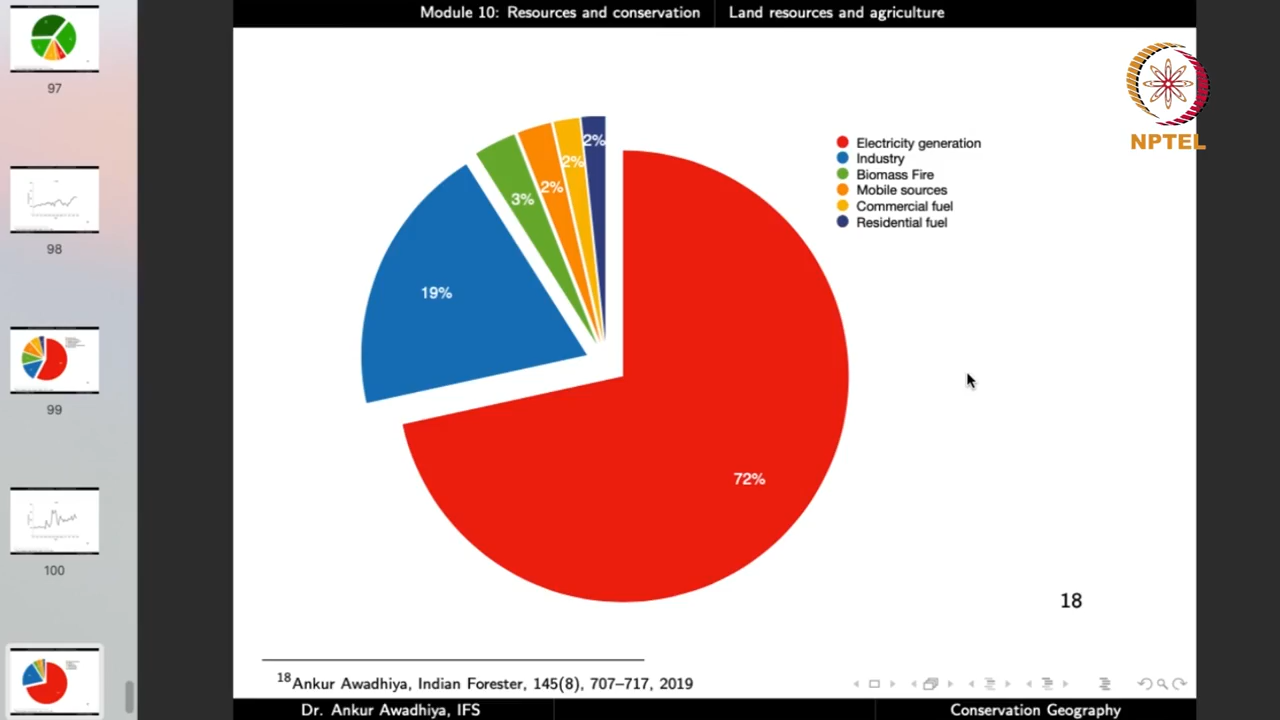 Module 10: Resources and conservation Land resources and agriculture
NPTEL
97
98
99
100
2%
2%
2%
3%
19%
72%
Electricity generation
Industry
Biomass Fire
Mobile sources
Commercial fuel
Residential fuel
18
18Ankur Awadhiya, Indian Forester, 145(8), 707–717, 2019
Dr. Ankur Awadhiya, IFS Conservation Geography